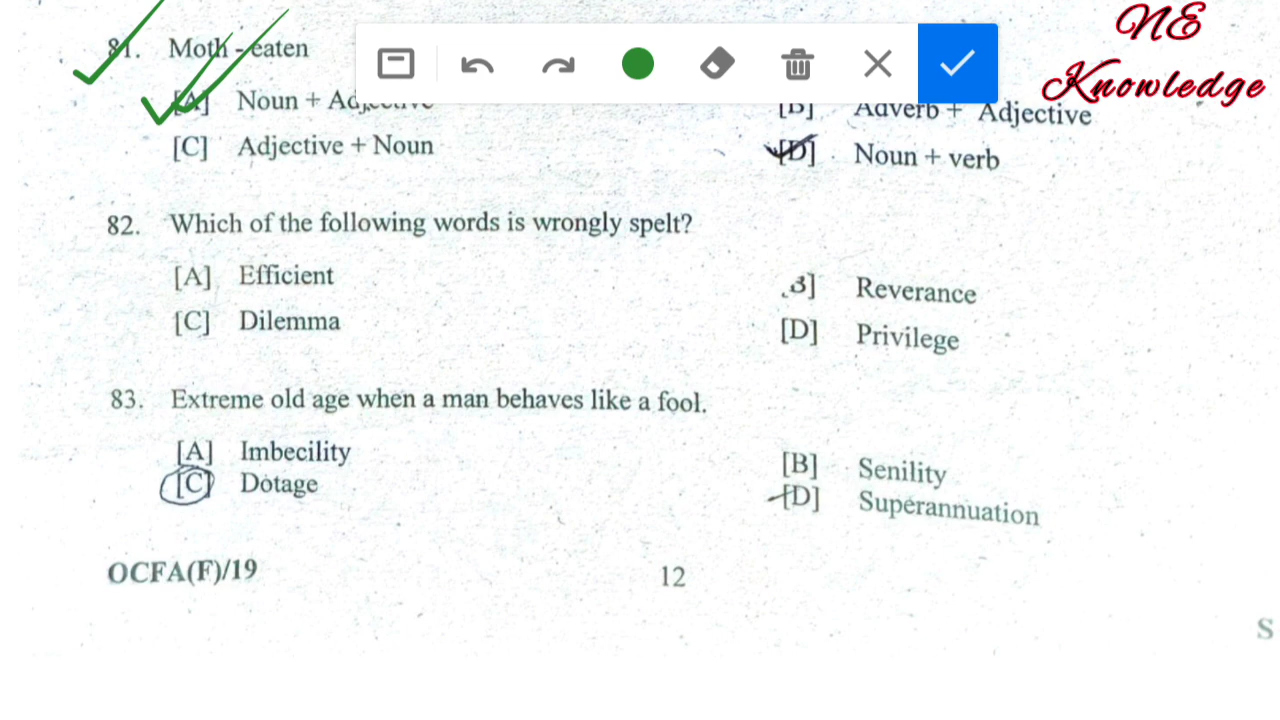 NE
Knowledge
81. Moth - eaten
[A] Noun + Adjective [B] Adverb + Adjective
[C] Adjective + Noun [D] Noun + verb
82. Which of the following words is wrongly spelt?
[A] Efficient [B] Reverance
[C] Dilemma [D] Privilege
83. Extreme old age when a man behaves like a fool.
[A] Imbecility [B] Senility
[C] Dotage [D] Superannuation
OCFA(F)/19 12
S